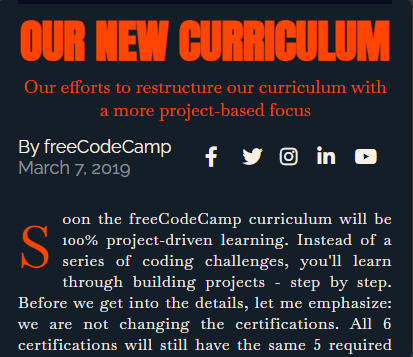 OUR NEW CURRICULUM
Our efforts to restructure our curriculum with
a more project-based focus
By freeCodeCamp
March 7, 2019
Soon the freeCodeCamp curriculum will be
100% project-driven learning. Instead of a
series of coding challenges, you'll learn
through building projects - step by step.
Before we get into the details, let me emphasize:
we are not changing the certifications. All 6
certifications will still have the same 5 required